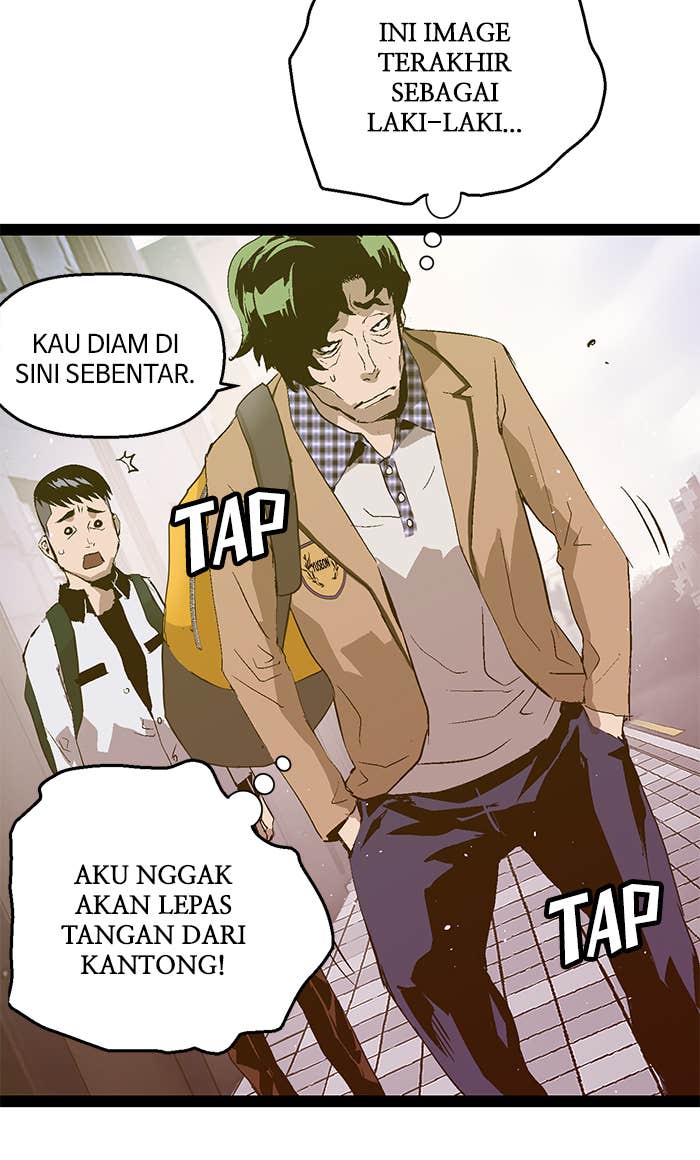 INI IMAGE
TERAKHIR
SEBAGAI
LAKI-LAKI...
KAU DIAM DI
SINI SEBENTAR.
TAP
YUSEON
AKU NGGAK
AKAN LEPAS
TANGAN DARI
KANTONG!
TAP